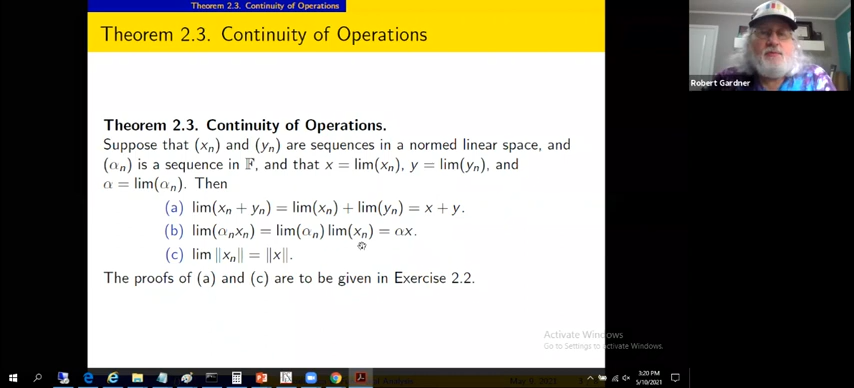 Theorem 2.3. Continuity of Operations
Theorem 2.3. Continuity of Operations
Robert Gardner
Theorem 2.3. Continuity of Operations.
Suppose that (xₙ) and (yₙ) are sequences in a normed linear space, and
(αₙ) is a sequence in 𝔽, and that x = lim(xₙ), y = lim(yₙ), and
α = lim(αₙ). Then
(a) lim(xₙ + yₙ) = lim(xₙ) + lim(yₙ) = x + y.
(b) lim(αₙxₙ) = lim(αₙ) lim(xₙ) = αx.
(c) lim ‖xₙ‖ = ‖x‖.
The proofs of (a) and (c) are to be given in Exercise 2.2.
Activate Windows
Go to Settings to activate Windows.
3:20 PM
5/10/2021